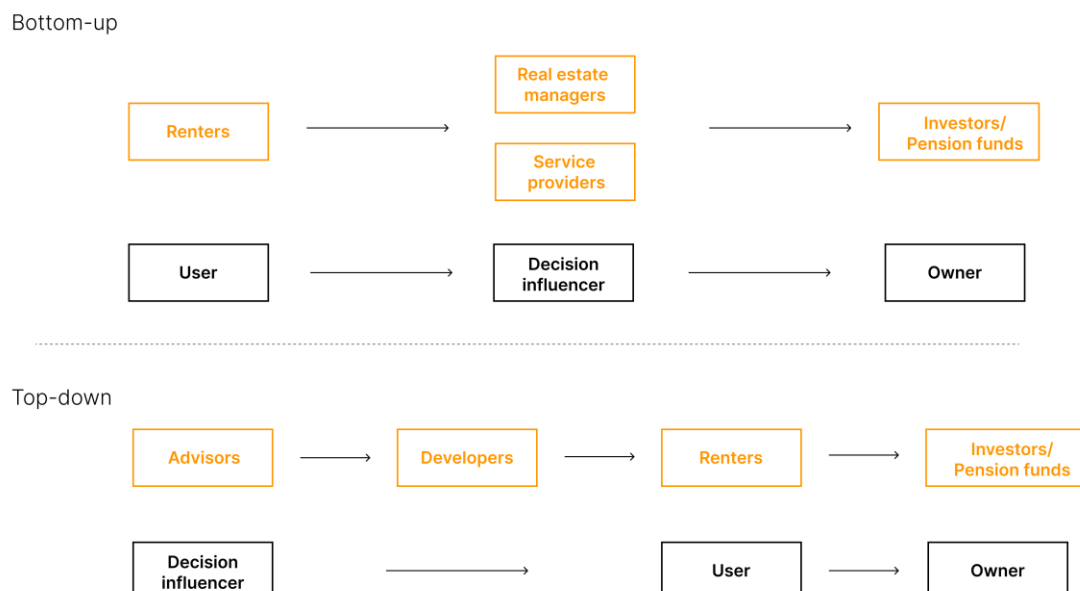 Bottom-up
Real estate
managers
Renters
Investors/
Pension funds
Service
providers
User
Decision
influencer
Owner
Top-down
Advisors
Developers
Renters
Investors/
Pension funds
Decision
influencer
User
Owner